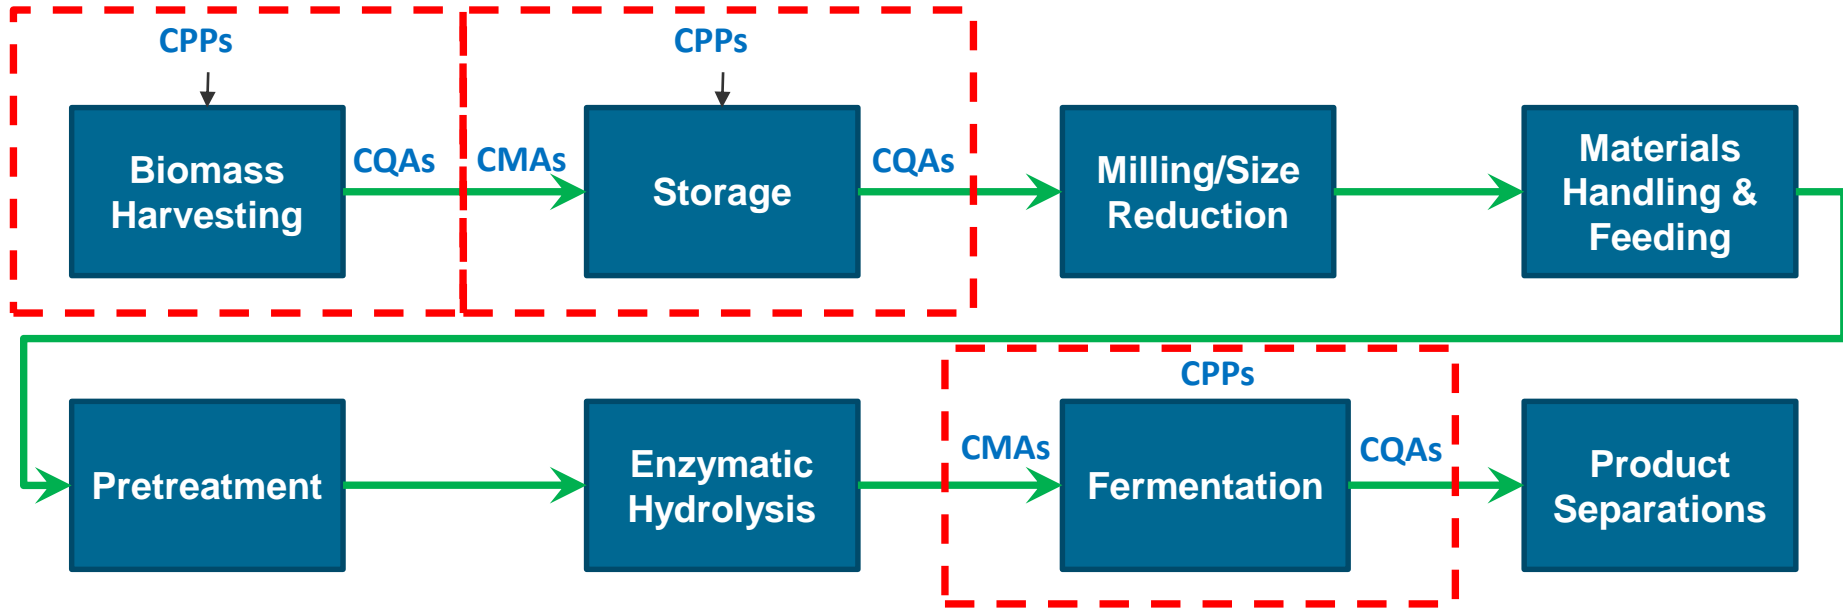 CPPs
CPPs
Biomass
Harvesting
CQAs
CMAs
Storage
CQAs
Milling/Size
Reduction
Materials
Handling &
Feeding
Pretreatment
Enzymatic
Hydrolysis
CPPs
CMAs
Fermentation
CQAs
Product
Separations